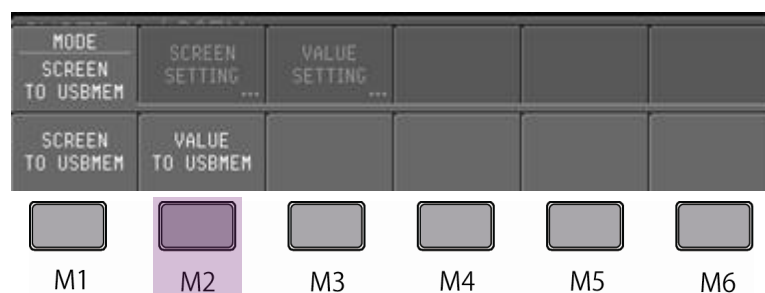 MODE
SCREEN
TO USBMEM
SCREEN
SETTING
...
VALUE
SETTING
...
SCREEN
TO USBMEM
VALUE
TO USBMEM
M1
M2
M3
M4
M5
M6